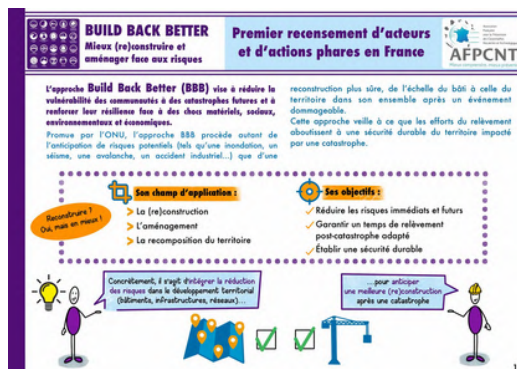 BUILD BACK BETTER
Mieux (re)construire et
aménager face aux risques
Premier recensement d'acteurs
et d'actions phares en France
AFPCNT
L'approche Build Back Better (BBB) vise à réduire la
vulnérabilité des communautés à des catastrophes futures et à
renforcer leur résilience face à des chocs matériels, sociaux,
environnementaux et économiques.
Promue par l'ONU, l'approche BBB procède autant de
l'anticipation de risques potentiels (tels qu'une inondation, un
séisme, une avalanche, un accident industriel...) que d'une
reconstruction plus sûre, de l'échelle du bâti à celle du
territoire dans son ensemble après un événement
dommageable.
Cette approche veille à ce que les efforts du relèvement
aboutissent à une sécurité durable du territoire impacté
par une catastrophe.
Reconstruire ?
Oui, mais en mieux !
Son champ d'application :
La (re)construction
L'aménagement
La recomposition du territoire
Ses objectifs :
Réduire les risques immédiats et futurs
Garantir un temps de relèvement
post-catastrophe adapté
Établir une sécurité durable
Concrètement, il s'agit d'intégrer la réduction
des risques dans le développement territorial
(bâtiments, infrastructures, réseaux)...
...pour anticiper
une meilleure (re)construction
après une catastrophe
1